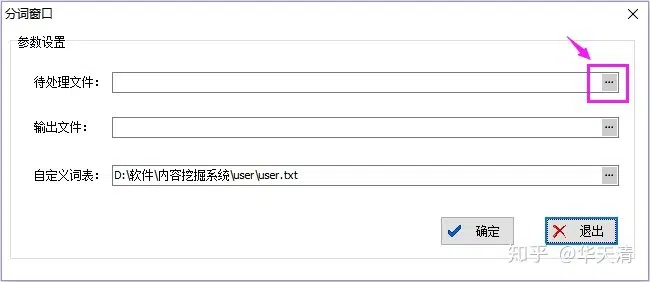 分词窗口
参数设置
待处理文件：
...
输出文件：
...
自定义词表：
D:\软件\内容挖掘系统\user\user.txt
...
确定
退出
知乎 @华天清